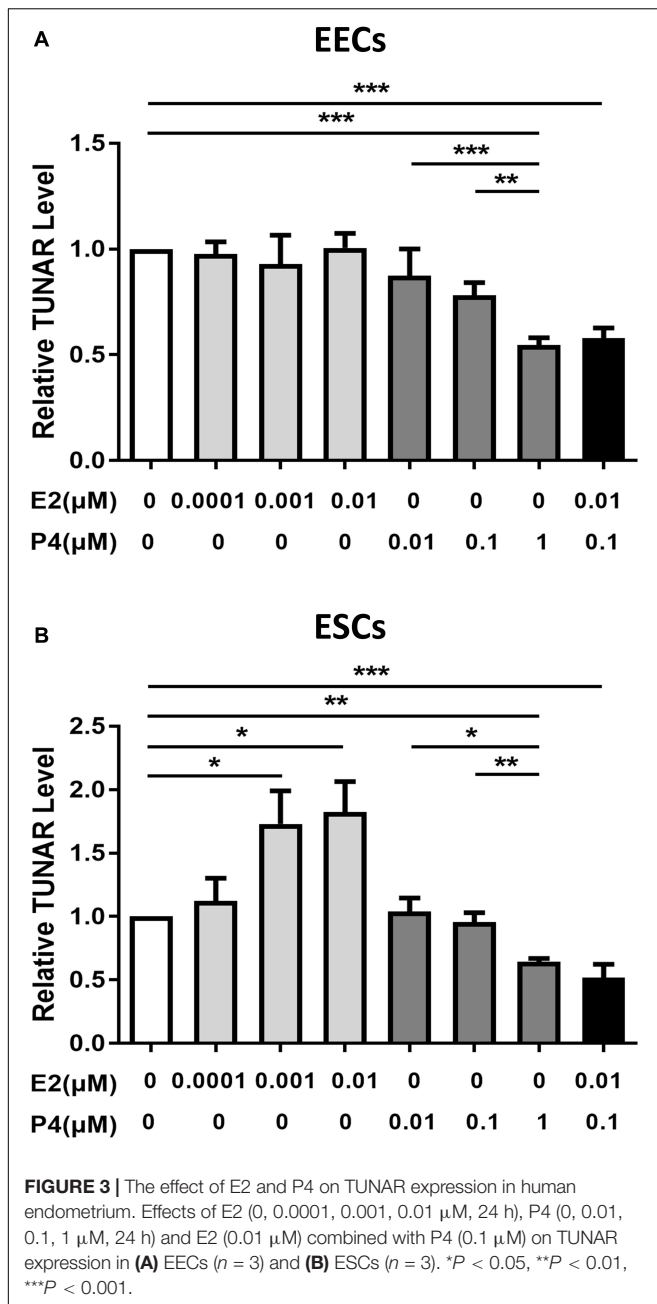 A
EECs
***
***
***
**
1.5
1.0
0.5
0.0
Relative TUNAR Level
E2(µM) 0 0.0001 0.001 0.01 0 0 0 0.01
P4(µM) 0 0 0 0 0.01 0.1 1 0.1
B
ESCs
***
**
* *
* **
2.5
2.0
1.5
1.0
0.5
0.0
Relative TUNAR Level
E2(µM) 0 0.0001 0.001 0.01 0 0 0 0.01
P4(µM) 0 0 0 0 0.01 0.1 1 0.1
FIGURE 3 | The effect of E2 and P4 on TUNAR expression in human
endometrium. Effects of E2 (0, 0.0001, 0.001, 0.01 µM, 24 h), P4 (0, 0.01,
0.1, 1 µM, 24 h) and E2 (0.01 µM) combined with P4 (0.1 µM) on TUNAR
expression in (A) EECs (n = 3) and (B) ESCs (n = 3). *P < 0.05, **P < 0.01,
***P < 0.001.